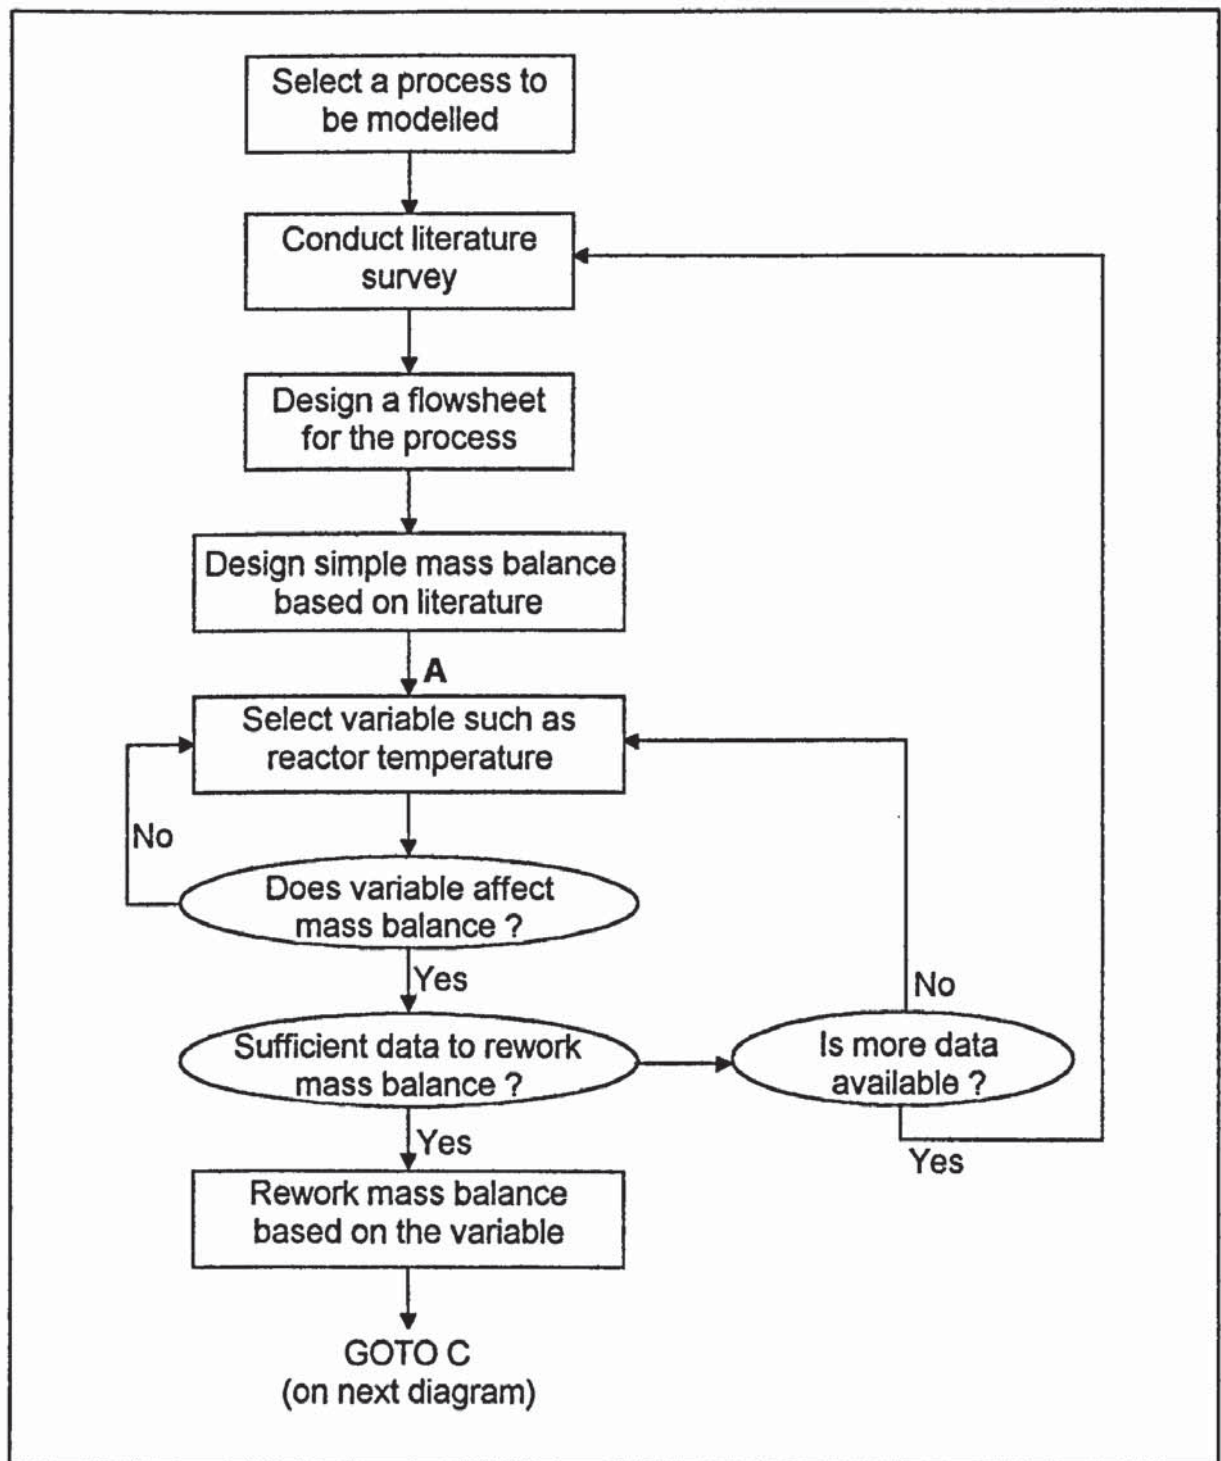 Select a process to
be modelled
Conduct literature
survey
Design a flowsheet
for the process
Design simple mass balance
based on literature
A
Select variable such as
reactor temperature
No
Does variable affect
mass balance ?
Yes
No
Sufficient data to rework
mass balance ?
Is more data
available ?
Yes
Yes
Rework mass balance
based on the variable
GOTO C
(on next diagram)